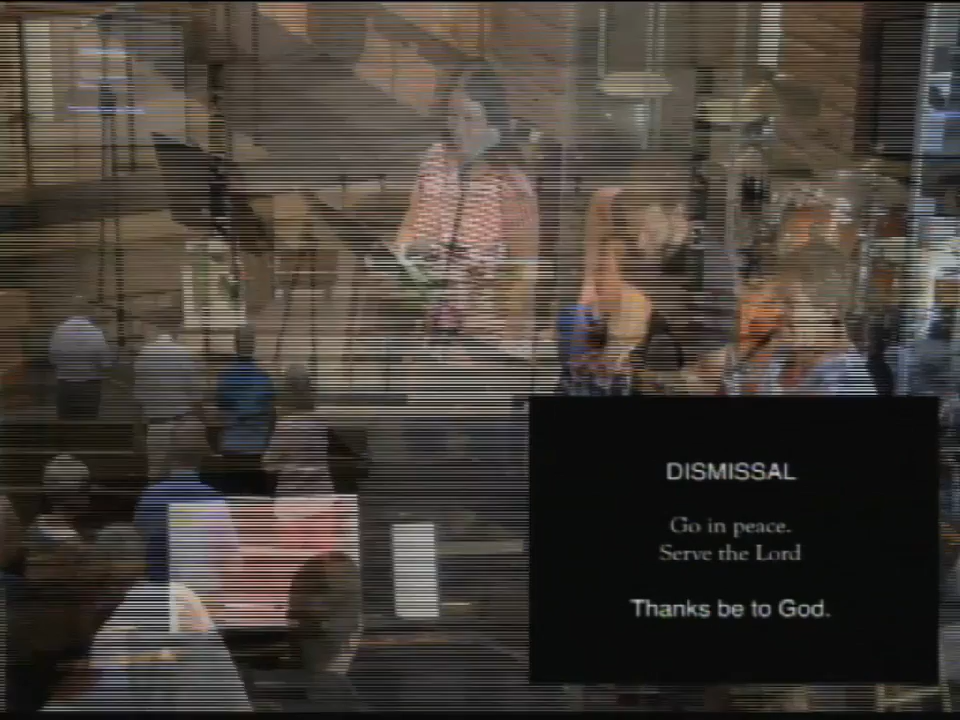 DISMISSAL
Go in peace.
Serve the Lord
Thanks be to God.